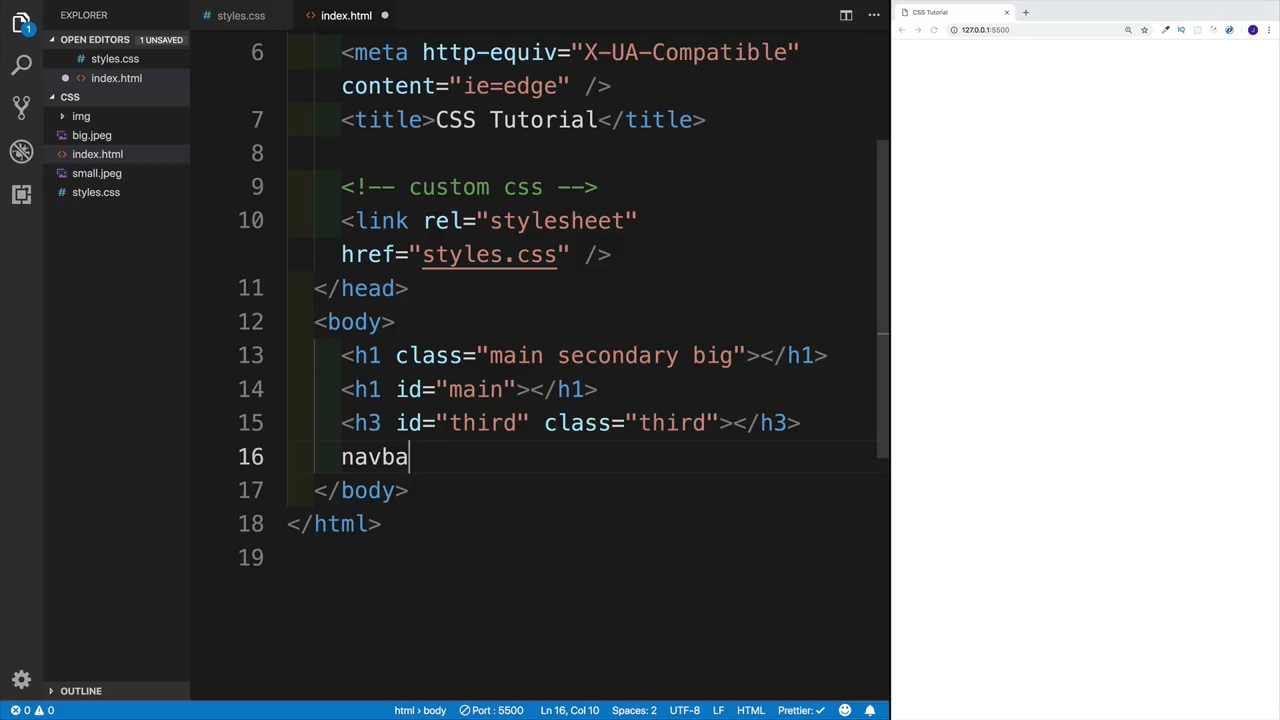 EXPLORER
OPEN EDITORS 1 UNSAVED
# styles.css
<> index.html
CSS
img
big.jpeg
<> index.html
small.jpeg
# styles.css
OUTLINE
1
# styles.css <> index.html
6 <meta http-equiv="X-UA-Compatible"
content="ie=edge" />
7 <title>CSS Tutorial</title>
8
9 <!-- custom css -->
10 <link rel="stylesheet"
href="styles.css" />
11 </head>
12 <body>
13 <h1 class="main secondary big"></h1>
14 <h1 id="main"></h1>
15 <h3 id="third" class="third"></h3>
16 navba
17 </body>
18 </html>
19
0 0 html › body Port : 5500 Ln 16, Col 10 Spaces: 2 UTF-8 LF HTML Prettier: ✓
CSS Tutorial
127.0.0.1:5500 IQ J